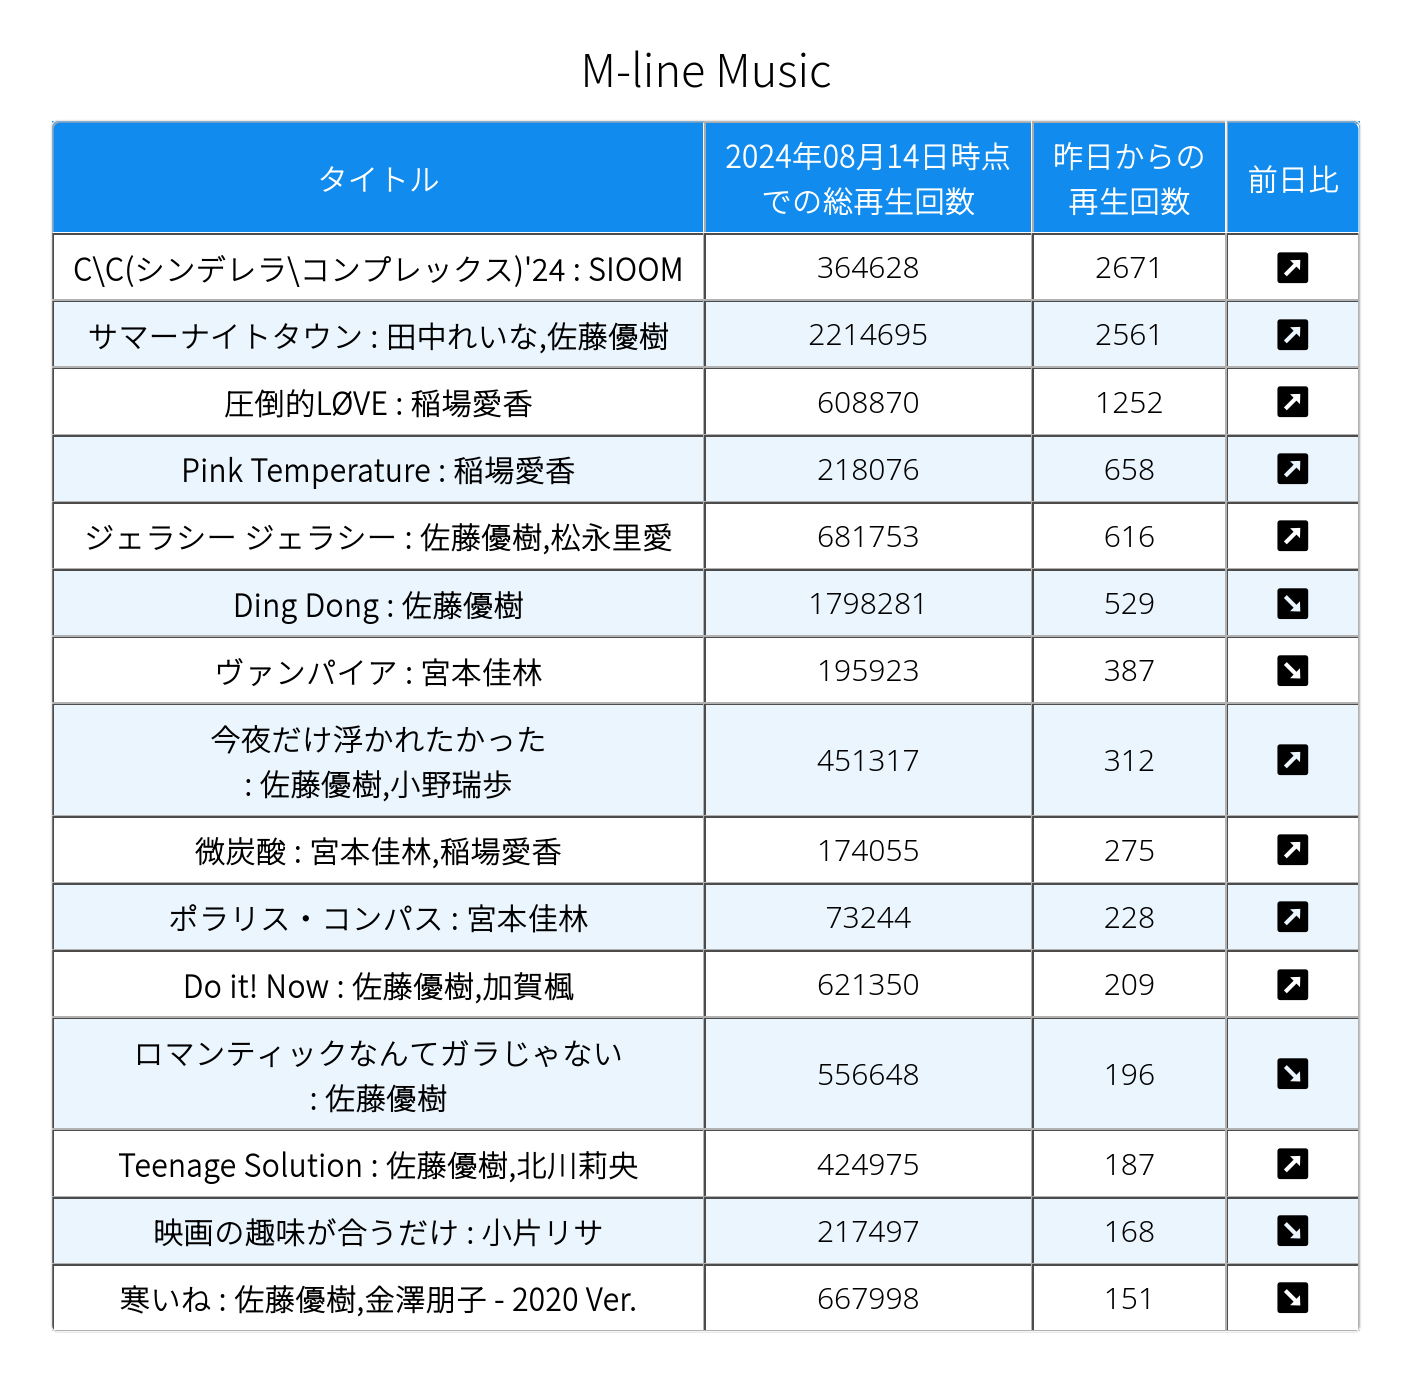 M-line Music
タイトル
2024年08月14日時点
での総再生回数
昨日からの
再生回数
前日比
C\C(シンデレラ\コンプレックス)'24 : SIOOM 364628 2671
サマーナイトタウン : 田中れいな,佐藤優樹 2214695 2561
圧倒的LØVE : 稲場愛香 608870 1252
Pink Temperature : 稲場愛香 218076 658
ジェラシー ジェラシー : 佐藤優樹,松永里愛 681753 616
Ding Dong : 佐藤優樹 1798281 529
ヴァンパイア : 宮本佳林 195923 387
今夜だけ浮かれたかった
: 佐藤優樹,小野瑞歩 451317 312
微炭酸 : 宮本佳林,稲場愛香 174055 275
ポラリス・コンパス : 宮本佳林 73244 228
Do it! Now : 佐藤優樹,加賀楓 621350 209
ロマンティックなんてガラじゃない
: 佐藤優樹 556648 196
Teenage Solution : 佐藤優樹,北川莉央 424975 187
映画の趣味が合うだけ : 小片リサ 217497 168
寒いね : 佐藤優樹,金澤朋子 - 2020 Ver. 667998 151